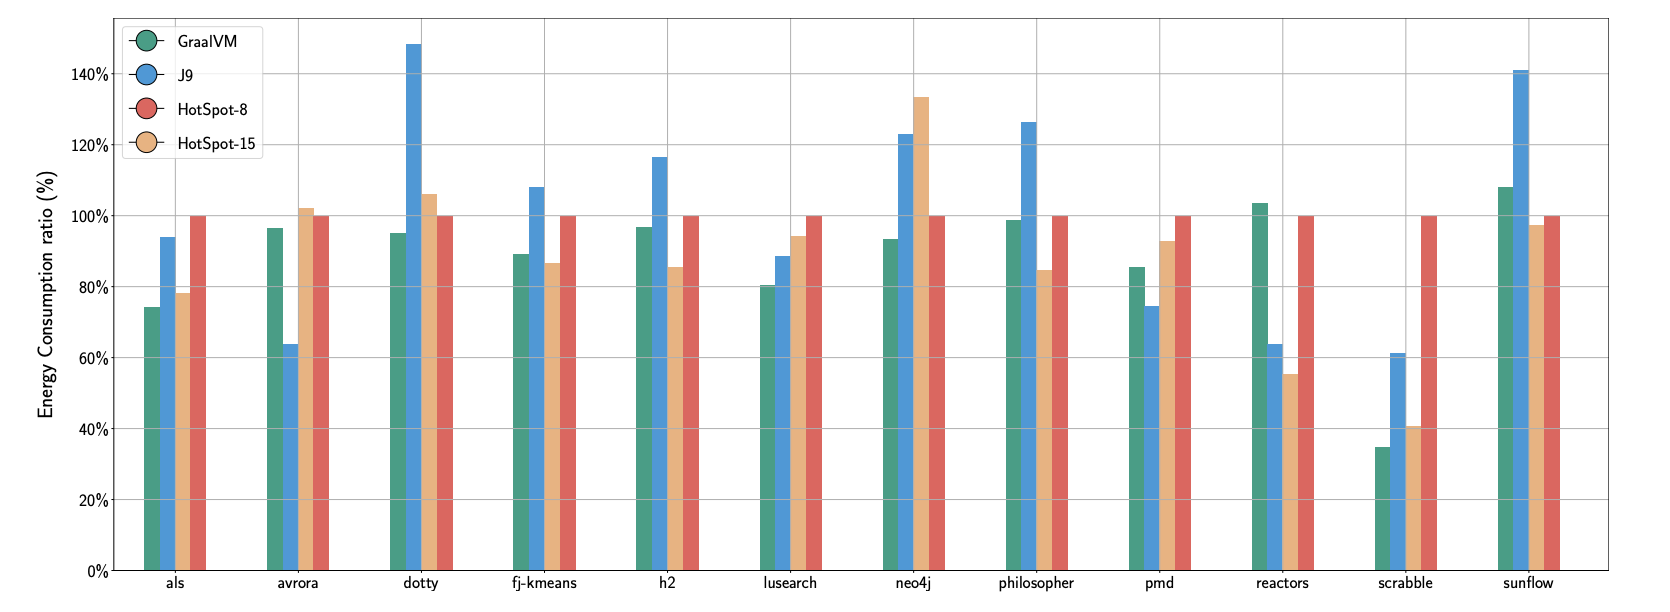 GraalVM
J9
HotSpot-8
HotSpot-15
Energy Consumption ratio (%)
140%
120%
100%
80%
60%
40%
20%
0%
als avrora dotty fj-kmeans h2 lusearch neo4j philosopher pmd reactors scrabble sunflow